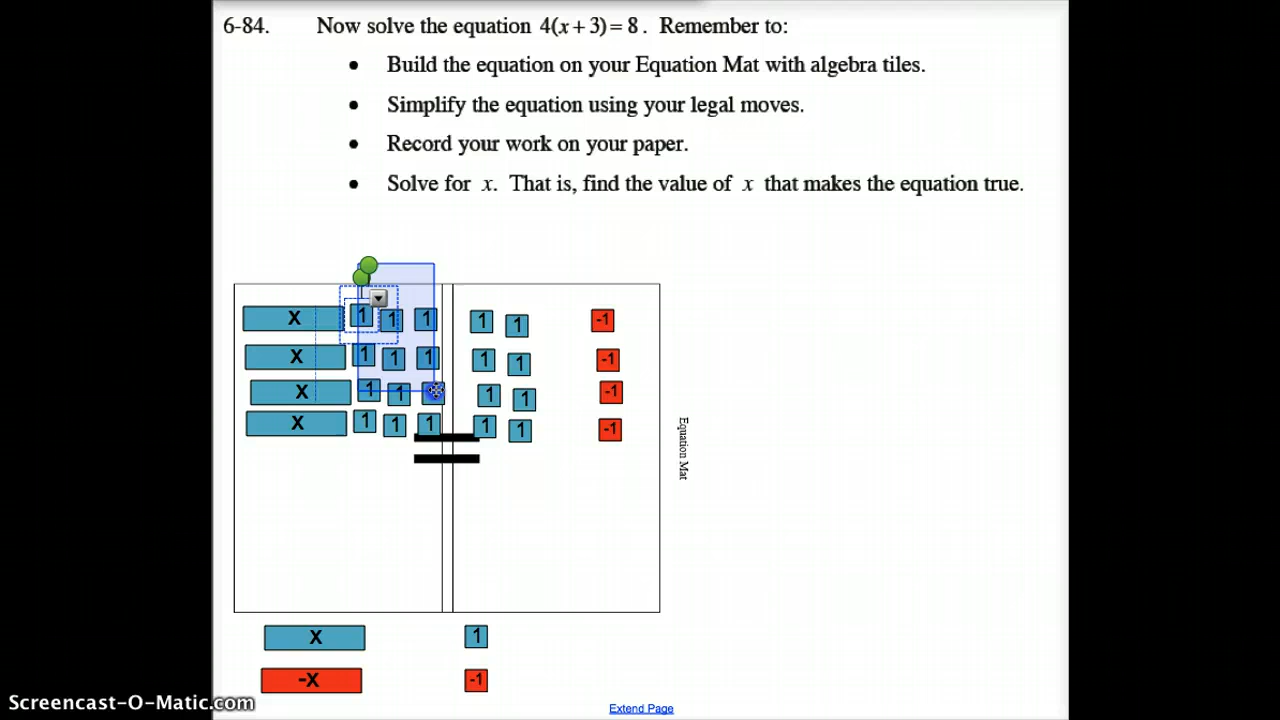 6-84. Now solve the equation 4(x + 3) = 8 . Remember to:
• Build the equation on your Equation Mat with algebra tiles.
• Simplify the equation using your legal moves.
• Record your work on your paper.
• Solve for x. That is, find the value of x that makes the equation true.
X 1 1 1 1 1 -1
X 1 1 1 1 1 -1
X 1 1 1 1 -1
X 1 1 1 1 1 -1
Equation Mat
X 1
-X -1
Screencast-O-Matic.com
Extend Page